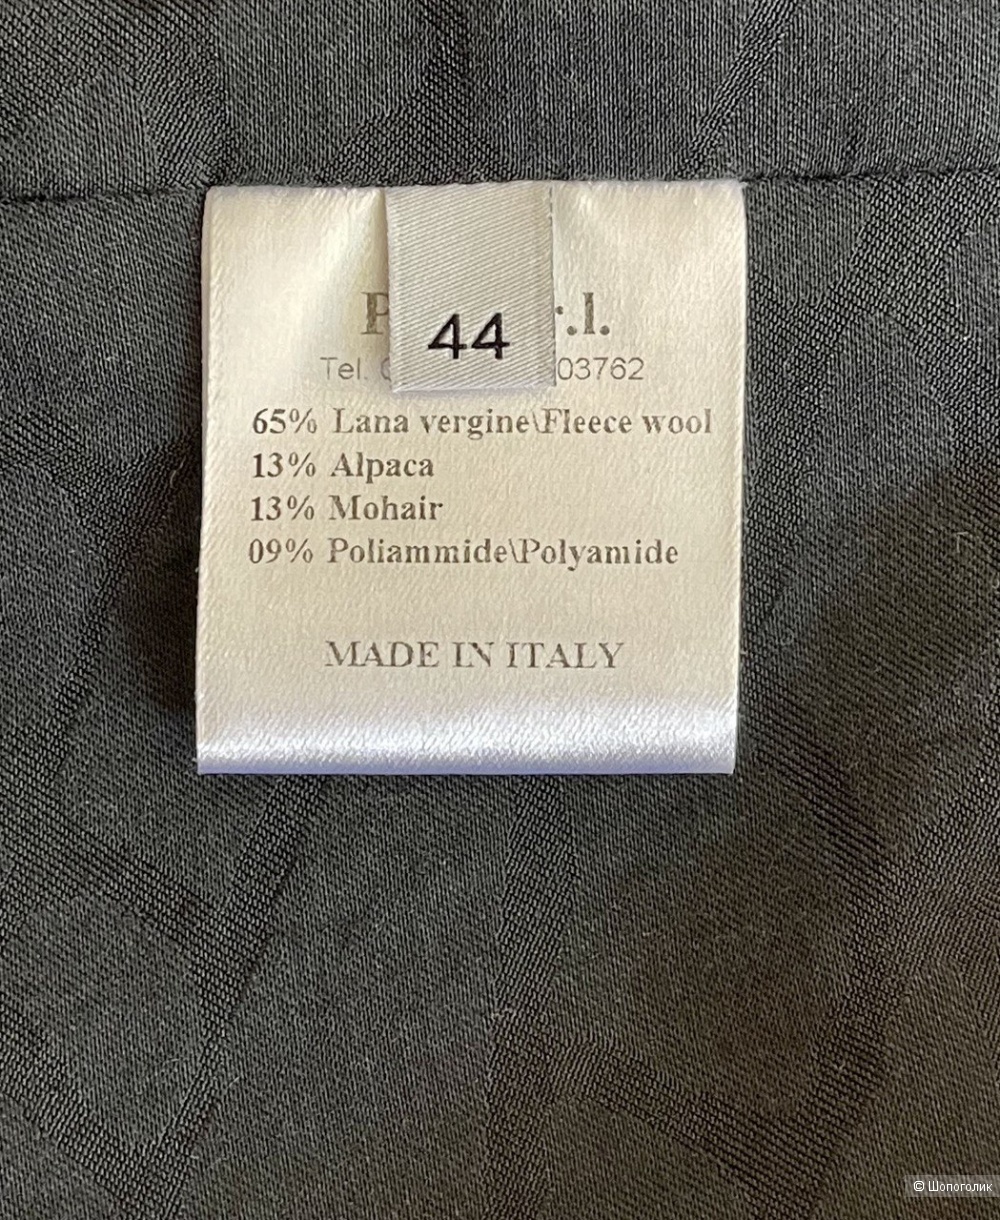 44
.l.
Tel.
03762
65% Lana vergine\Fleece wool
13% Alpaca
13% Mohair
09% Poliammide\Polyamide
MADE IN ITALY
© Шопоголик